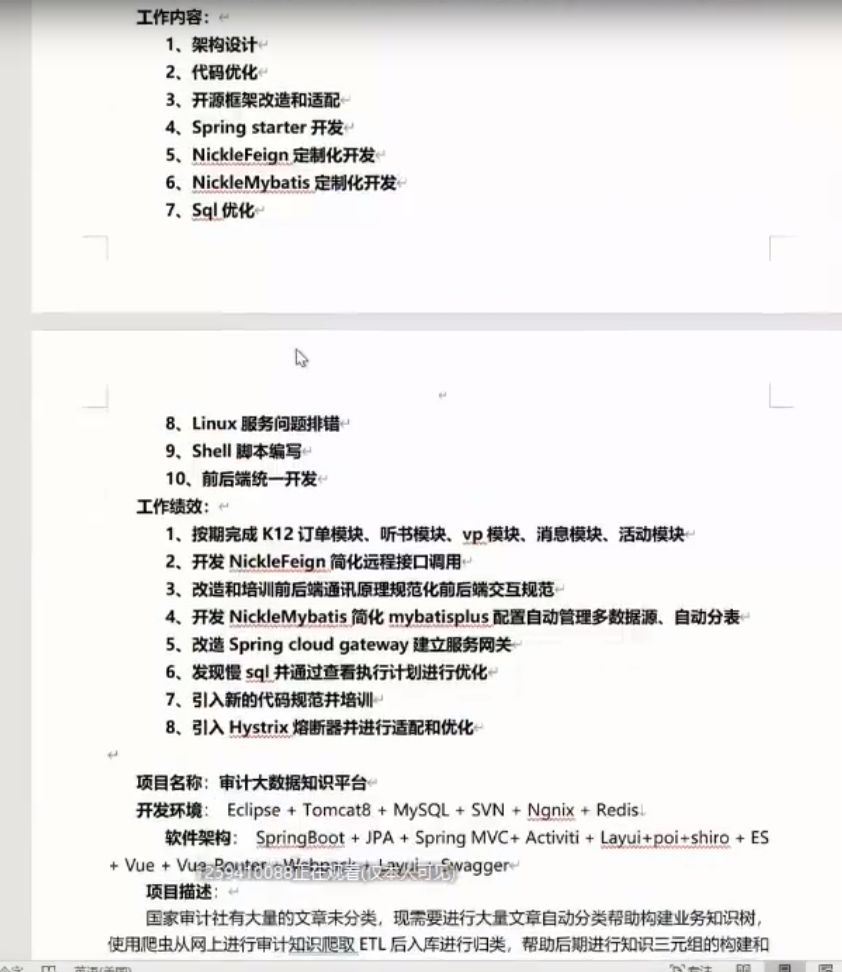 工作内容：
1、架构设计
2、代码优化
3、开源框架改造和适配
4、Spring starter 开发
5、NickleFeign 定制化开发
6、NickleMybatis 定制化开发
7、Sql 优化
8、Linux 服务问题排错
9、Shell 脚本编写
10、前后端统一开发
工作绩效：
1、按期完成 K12 订单模块、听书模块、vp 模块、消息模块、活动模块
2、开发 NickleFeign 简化远程接口调用
3、改造和培训前后端通讯原理规范化前后端交互规范
4、开发 NickleMybatis 简化 mybatisplus 配置自动管理多数据源、自动分表
5、改造 Spring cloud gateway 建立服务网关
6、发现慢 sql 并通过查看执行计划进行优化
7、引入新的代码规范并培训
8、引入 Hystrix 熔断器并进行适配和优化
项目名称：审计大数据知识平台
开发环境： Eclipse + Tomcat8 + MySQL + SVN + Ngnix + Redis
软件架构： SpringBoot + JPA + Spring MVC+ Activiti + Layui+poi+shiro + ES
+ Vue + Vue-Router +Webpack + Layui + Swagger
259410088正在观看(仅本人可见)
项目描述：
国家审计社有大量的文章未分类，现需要进行大量文章自动分类帮助构建业务知识树，
使用爬虫从网上进行审计知识爬取 ETL 后入库进行归类，帮助后期进行知识三元组的构建和